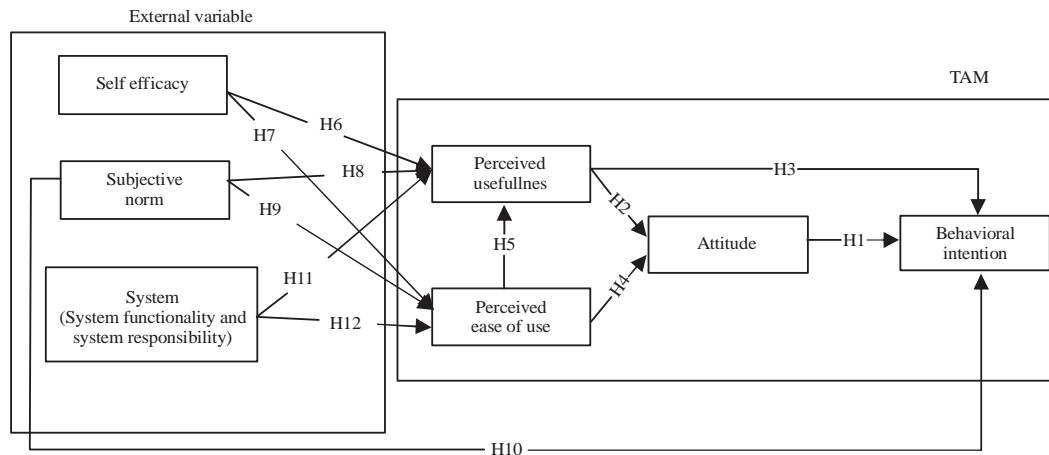 External variable
TAM
Self efficacy
H6
H7
Subjective
norm
H8
H9
System
(System functionality and
system responsibility)
H11
H12
Perceived
usefullnes
H3
H2
H5
Attitude
H1
Behavioral
intention
H4
Perceived
ease of use
H10